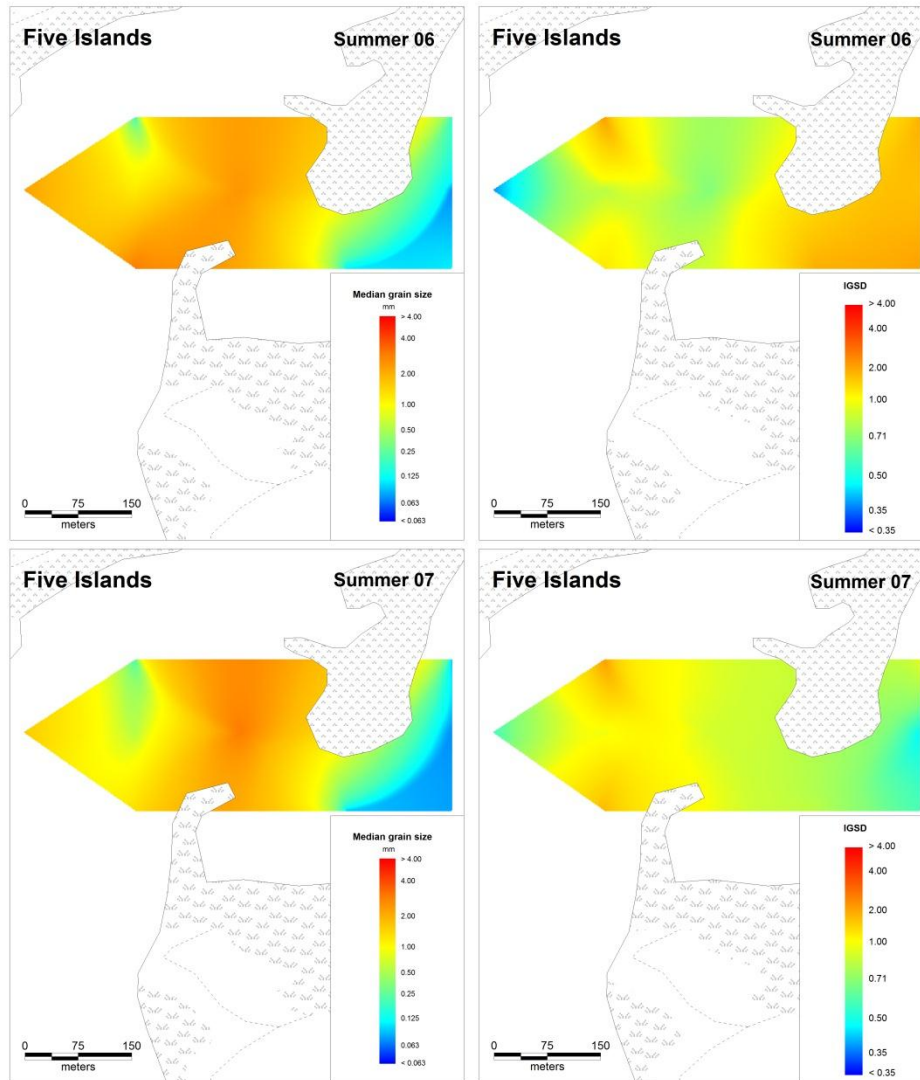 Five Islands
Summer 06
Median grain size
mm
> 4.00
4.00
2.00
1.00
0.50
0.25
0.125
0.063
< 0.063
0 75 150
meters
Five Islands
Summer 06
IGSD
> 4.00
4.00
2.00
1.00
0.71
0.50
0.35
< 0.35
0 75 150
meters
Five Islands
Summer 07
Median grain size
mm
> 4.00
4.00
2.00
1.00
0.50
0.25
0.125
0.063
< 0.063
0 75 150
meters
Five Islands
Summer 07
IGSD
> 4.00
4.00
2.00
1.00
0.71
0.50
0.35
< 0.35
0 75 150
meters